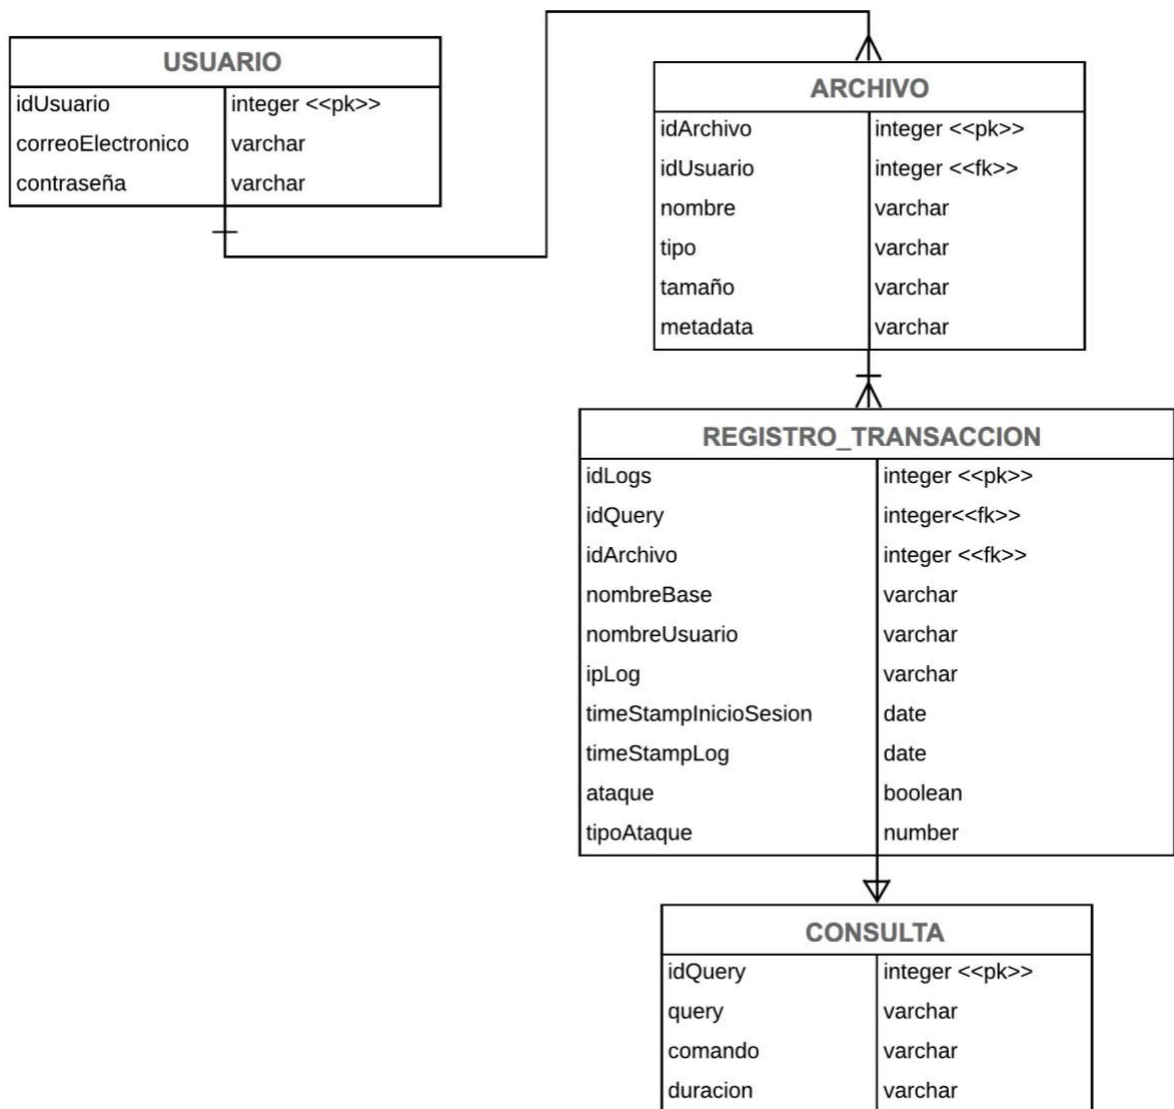 USUARIO
idUsuario integer <<pk>>
correoElectronico varchar
contraseña varchar
ARCHIVO
idArchivo integer <<pk>>
idUsuario integer <<fk>>
nombre varchar
tipo varchar
tamaño varchar
metadata varchar
REGISTRO_TRANSACCION
idLogs integer <<pk>>
idQuery integer<<fk>>
idArchivo integer <<fk>>
nombreBase varchar
nombreUsuario varchar
ipLog varchar
timeStampInicioSesion date
timeStampLog date
ataque boolean
tipoAtaque number
CONSULTA
idQuery integer <<pk>>
query varchar
comando varchar
duracion varchar